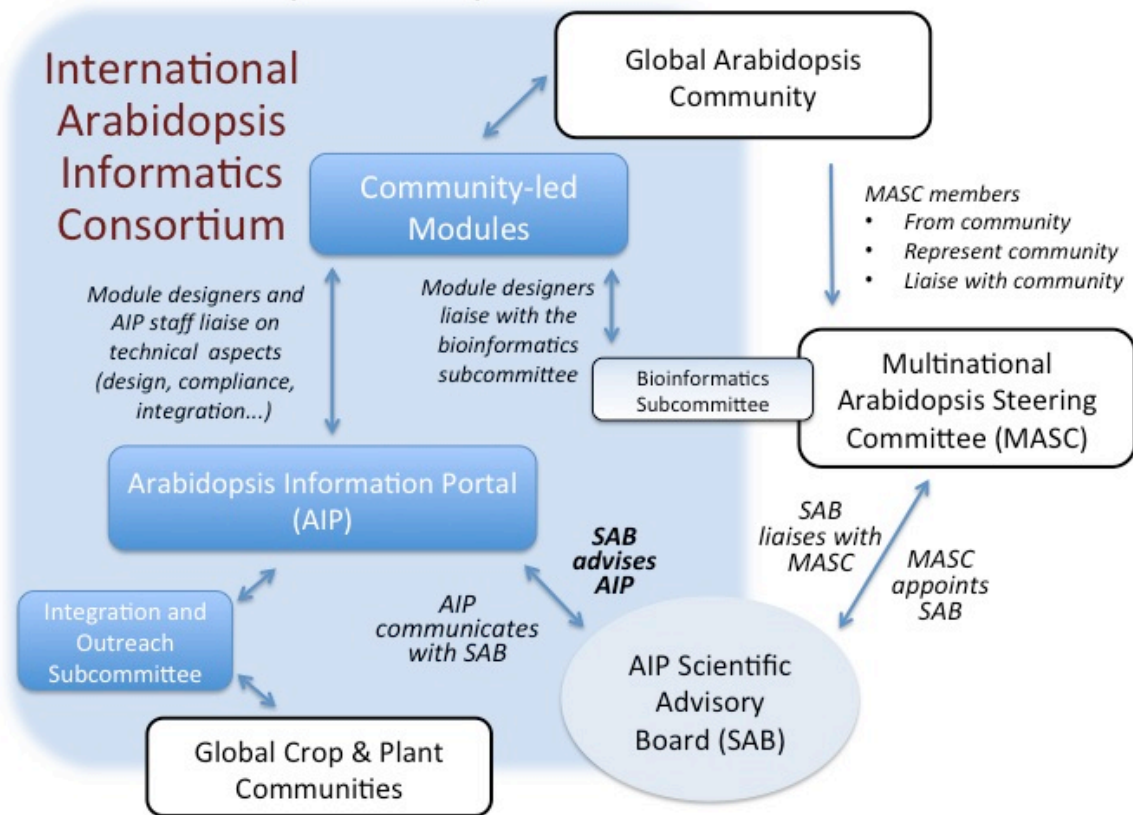 International
Arabidopsis
Informatics
Consortium
Global Arabidopsis
Community
Community-led
Modules
MASC members
• From community
• Represent community
• Liaise with community
Module designers and
AIP staff liaise on
technical aspects
(design, compliance,
integration...)
Module designers
liaise with the
bioinformatics
subcommittee
Bioinformatics
Subcommittee
Multinational
Arabidopsis Steering
Committee (MASC)
Arabidopsis Information Portal
(AIP)
SAB
advises
AIP
SAB
liaises with
MASC
MASC
appoints
SAB
Integration and
Outreach
Subcommittee
AIP
communicates
with SAB
AIP Scientific
Advisory
Board (SAB)
Global Crop & Plant
Communities